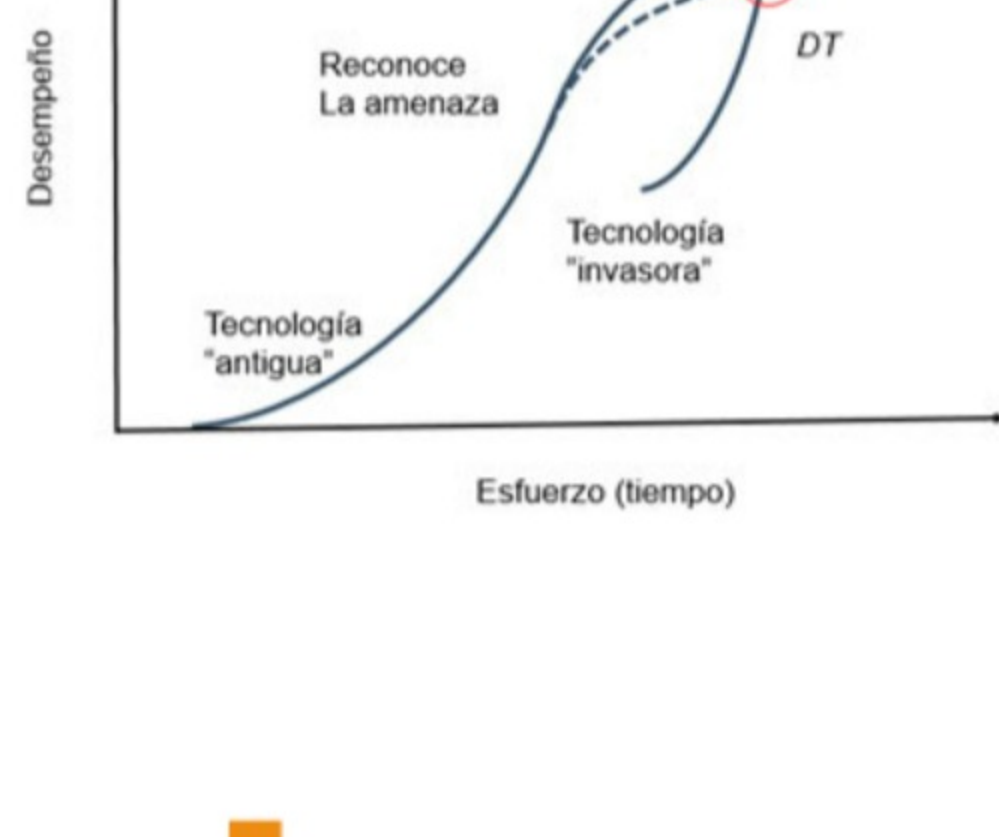 Desempeño
DT
Reconoce
La amenaza
Tecnología
"invasora"
Tecnología
"antigua"
Esfuerzo (tiempo)